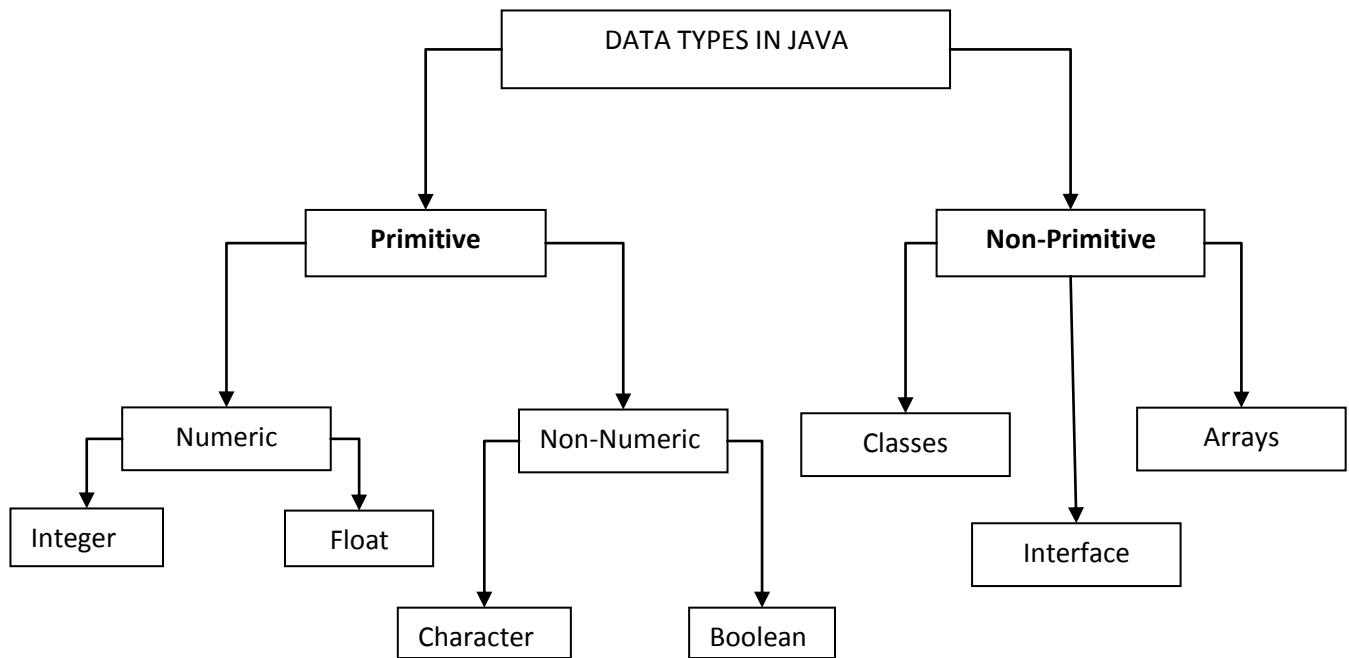 DATA TYPES IN JAVA
Primitive
Non-Primitive
Numeric
Non-Numeric
Classes
Arrays
Integer
Float
Interface
Character
Boolean